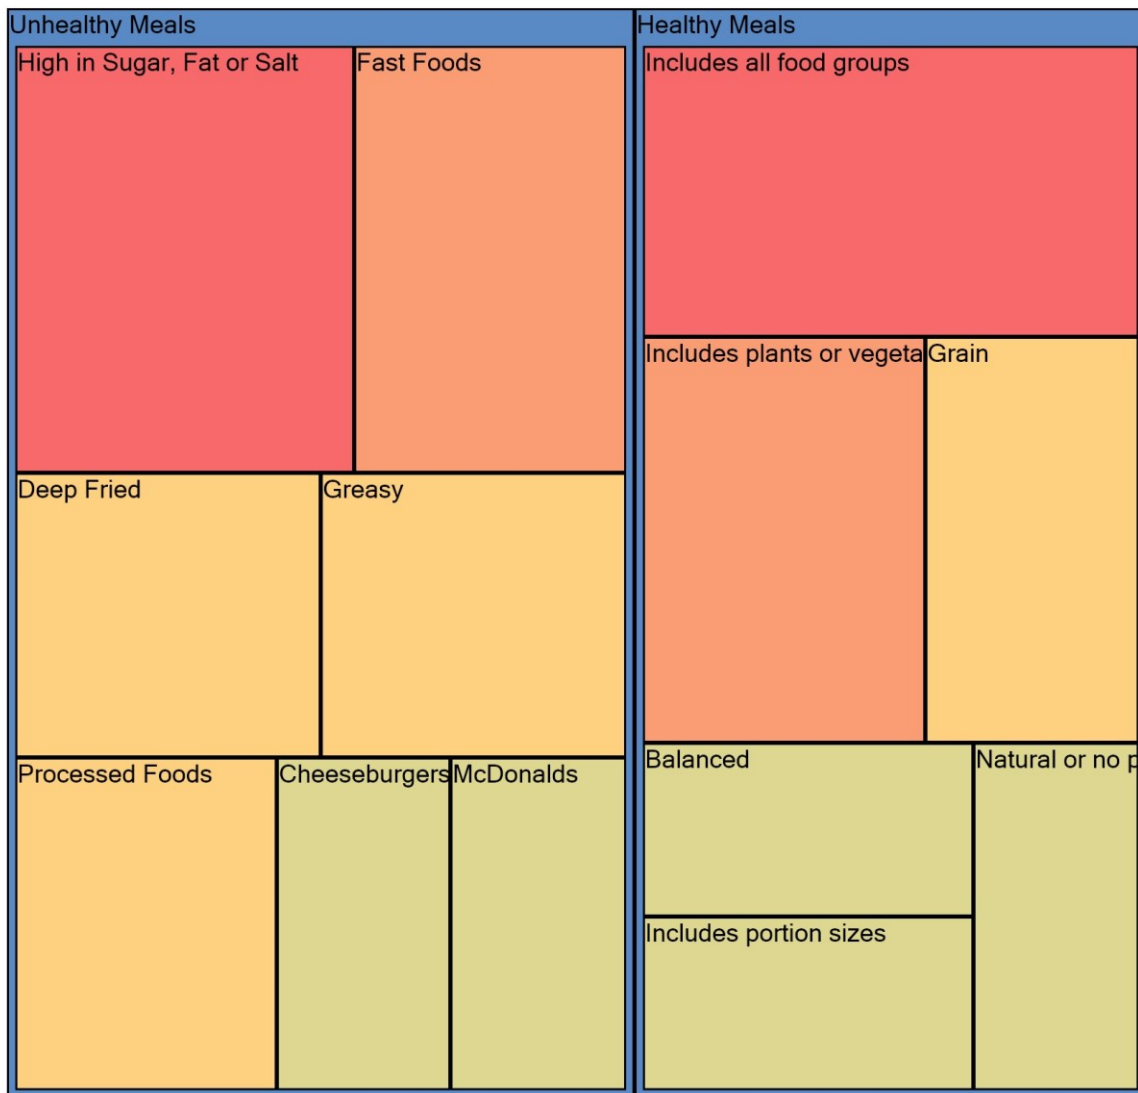 Unhealthy Meals
High in Sugar, Fat or Salt
Fast Foods
Deep Fried
Greasy
Processed Foods
Cheeseburgers
McDonalds
Healthy Meals
Includes all food groups
Includes plants or vegeta
Grain
Balanced
Natural or no p
Includes portion sizes